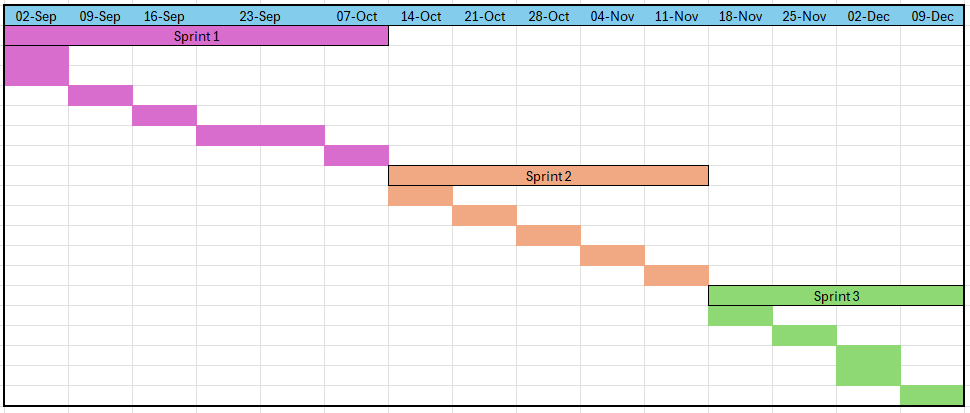 02-Sep 09-Sep 16-Sep 23-Sep 07-Oct 14-Oct 21-Oct 28-Oct 04-Nov 11-Nov 18-Nov 25-Nov 02-Dec 09-Dec
Sprint 1
Sprint 2
Sprint 3